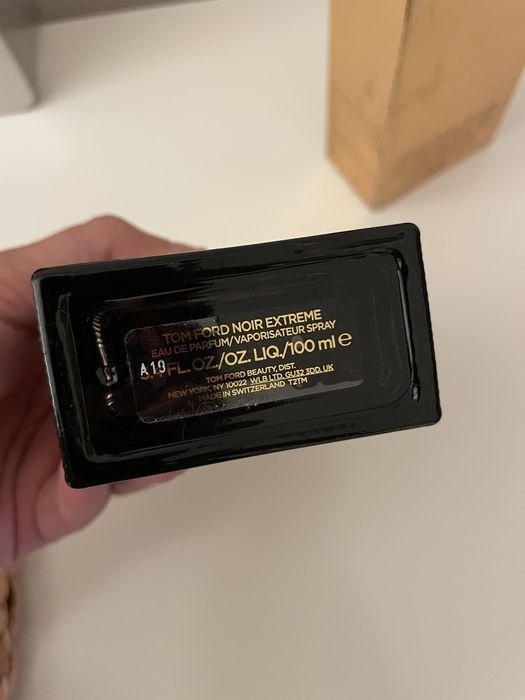 TOM FORD NOIR EXTREME
EAU DE PARFUM/VAPORISATEUR SPRAY
A19 FL.OZ./OZ. LIQ./100 ml e
TOM FORD BEAUTY, DIST.
NEW YORK, NY 10022 WLB LTD. GU32 3DD, UK
MADE IN SWITZERLAND T2TM